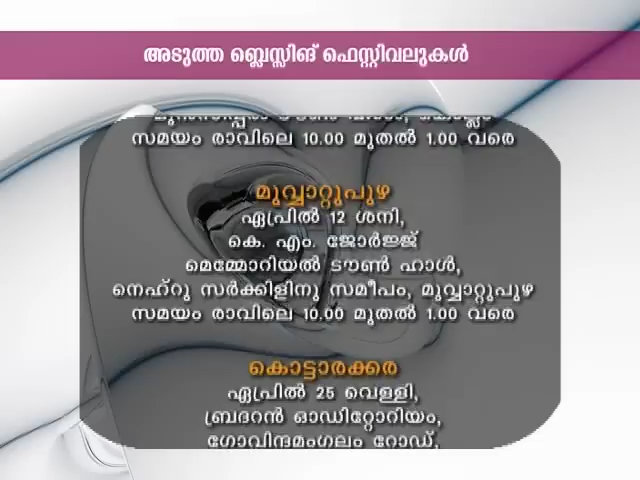 അടുത്ത ബ്ലെസ്സിങ് ഫെസ്റ്റിവലുകൾ
സമയം രാവിലെ 10.00 മുതൽ 1.00 വരെ
മുവ്വാറ്റുപുഴ
ഏപ്രിൽ 12 ശനി,
കെ. എം. ജോർജ്ജ്
മെമ്മോറിയൽ ടൗൺ ഹാൾ,
നെഹ്റു സർക്കിളിനു സമീപം, മുവ്വാറ്റുപുഴ
സമയം രാവിലെ 10.00 മുതൽ 1.00 വരെ
കൊട്ടാരക്കര
ഏപ്രിൽ 25 വെള്ളി,
ബ്രദറൻ ഓഡിറ്റോറിയം,
ഗോവിന്ദമംഗലം റോഡ്,